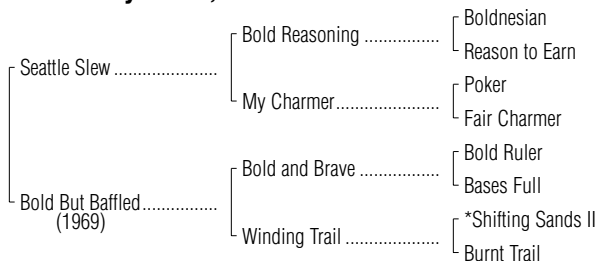 Boldnesian
Bold Reasoning ..................
Reason to Earn
Seattle Slew ........................
Poker
My Charmer........................
Fair Charmer
Bold Ruler
Bold and Brave ...................
Bases Full
Bold But Baffled..................
(1969)
*Shifting Sands II
Winding Trail ......................
Burnt Trail